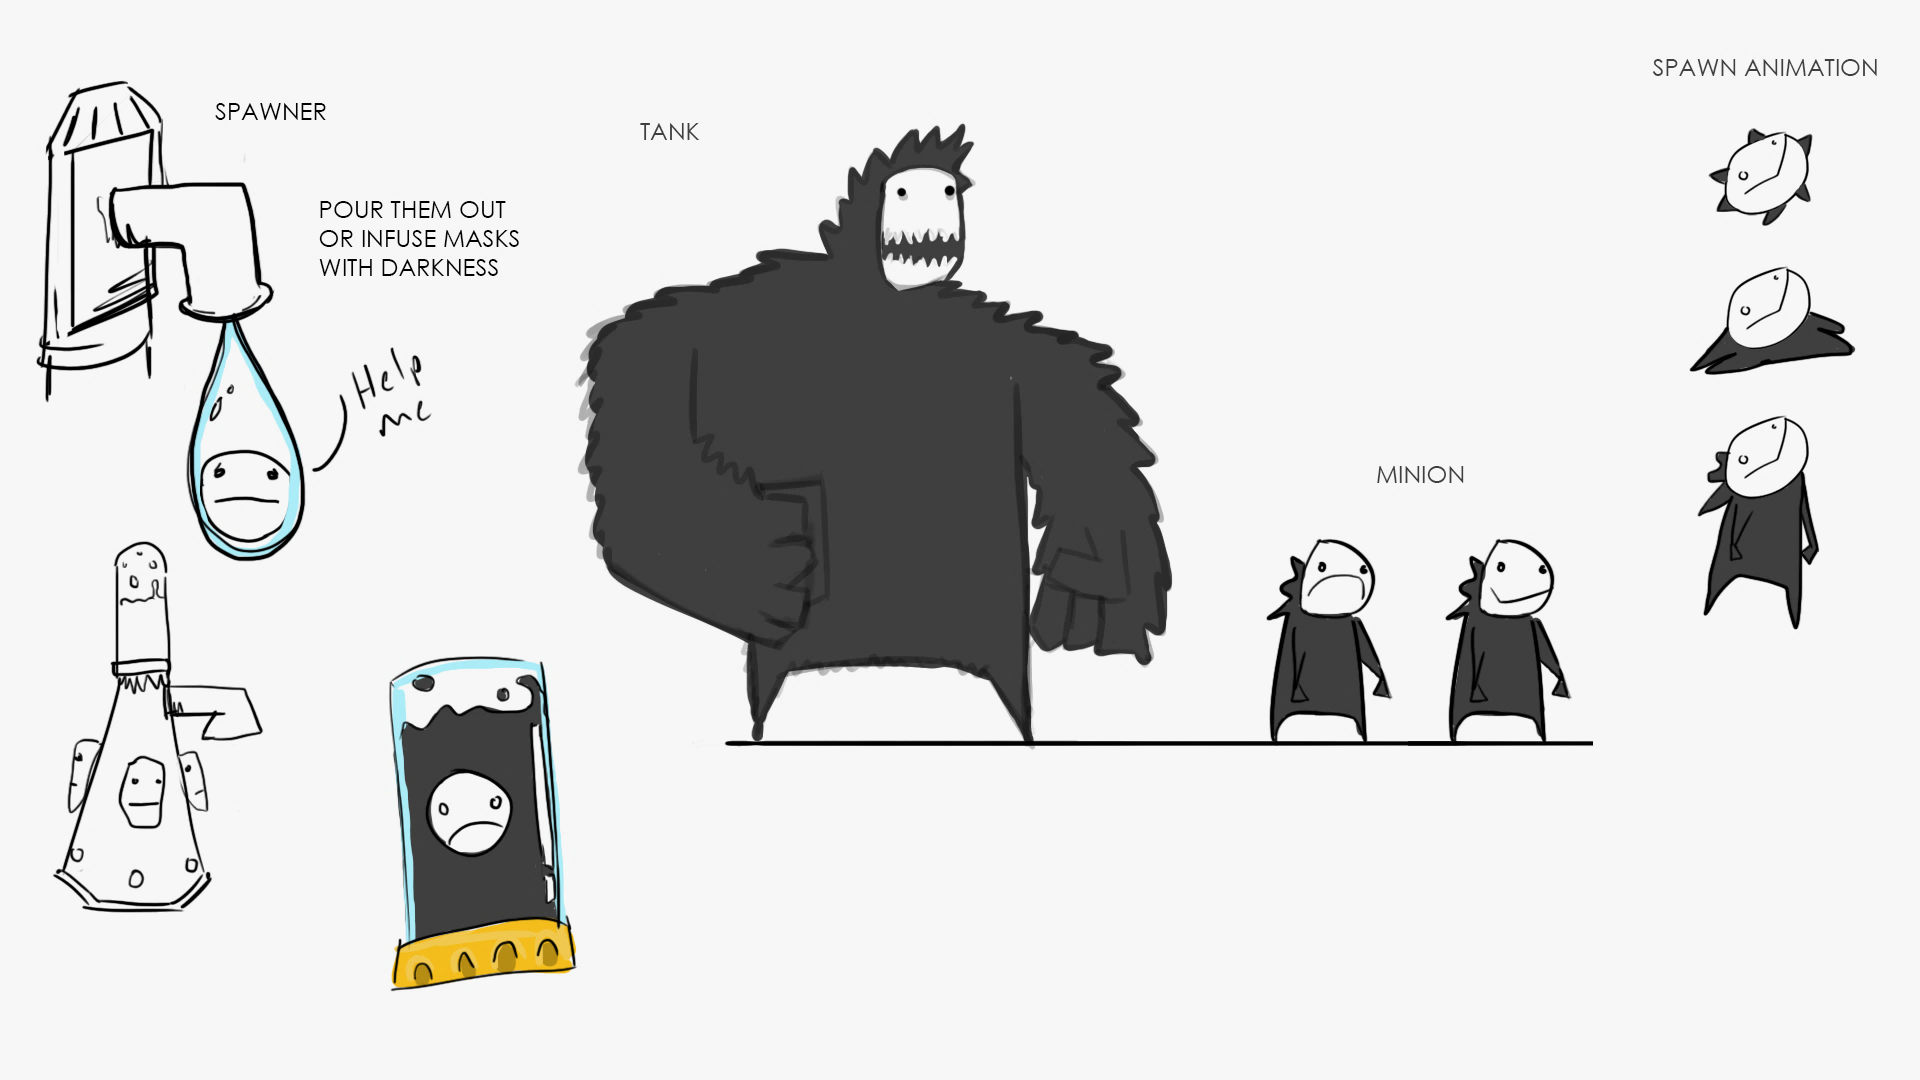 SPAWNER
POUR THEM OUT
OR INFUSE MASKS
WITH DARKNESS
Help
me
TANK
MINION
SPAWN ANIMATION